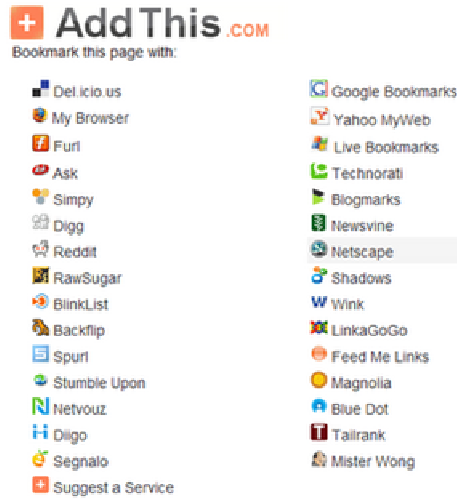 AddThis.com
Bookmark this page with:
Del.icio.us
My Browser
Furl
Ask
Simpy
Digg
Reddit
RawSugar
BlinkList
Backflip
Spurl
Stumble Upon
Netvouz
Diigo
Segnalo
Suggest a Service
Google Bookmarks
Yahoo MyWeb
Live Bookmarks
Technorati
Blogmarks
Newsvine
Netscape
Shadows
Wink
LinkaGoGo
Feed Me Links
Magnolia
Blue Dot
Tailrank
Mister Wong